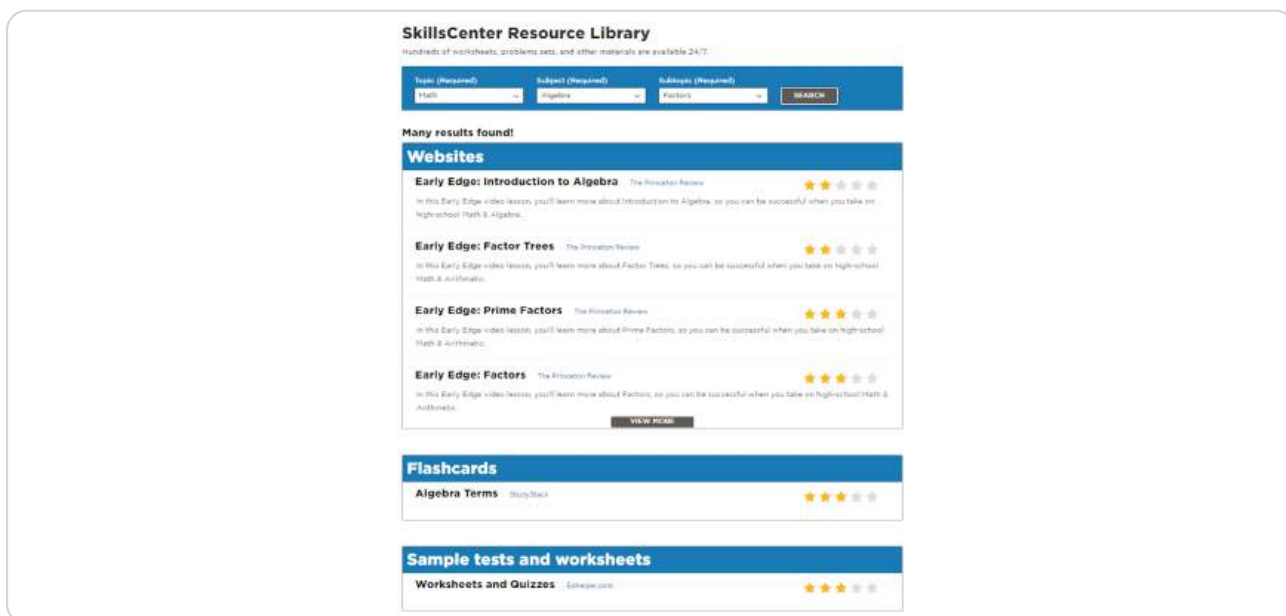 SkillsCenter Resource Library
Hundreds of worksheets, problems sets, and other materials are available 24/7.
Topic (Required) Subject (Required) Subtopic (Required)
Math Algebra Factors SEARCH
Many results found!
Websites
Early Edge: Introduction to Algebra The Princeton Review
In this Early Edge video lesson, you'll learn more about Introduction to Algebra, so you can be successful when you take on
high-school Math & Algebra.
Early Edge: Factor Trees The Princeton Review
In this Early Edge video lesson, you'll learn more about Factor Trees, so you can be successful when you take on high-school
Math & Arithmetic.
Early Edge: Prime Factors The Princeton Review
In this Early Edge video lesson, you'll learn more about Prime Factors, so you can be successful when you take on high-school
Math & Arithmetic.
Early Edge: Factors The Princeton Review
In this Early Edge video lesson, you'll learn more about Factors, so you can be successful when you take on high-school Math &
Arithmetic.
VIEW MORE
Flashcards
Algebra Terms StudyStack
Sample tests and worksheets
Worksheets and Quizzes Edhelper.com